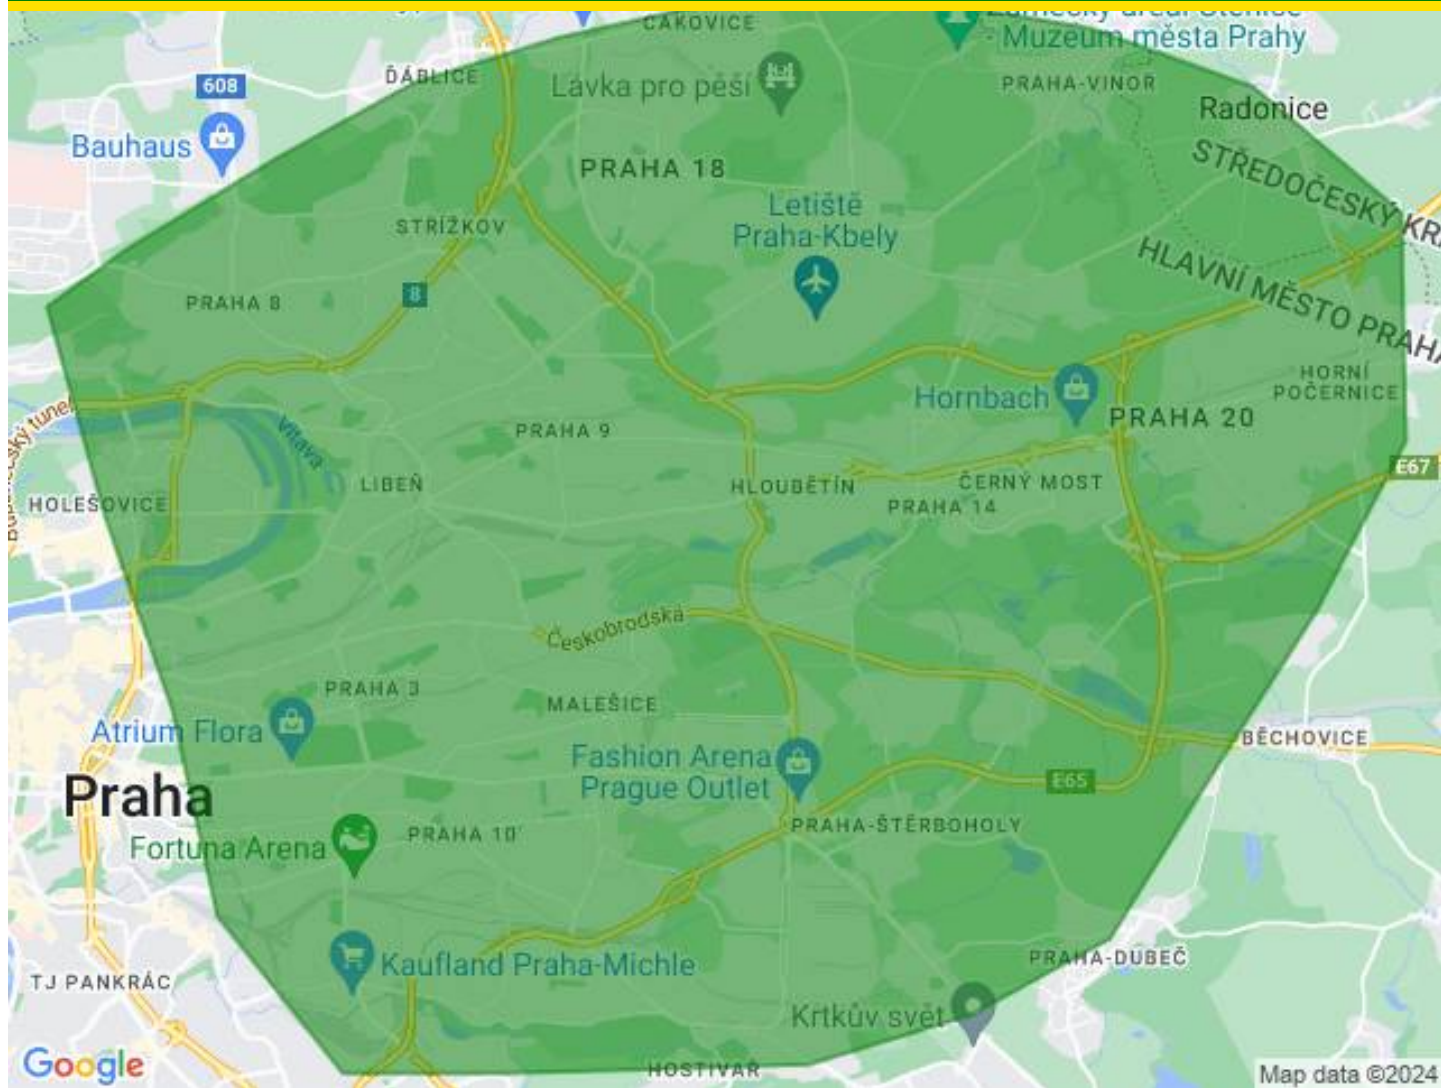 ČAKOVICE
Muzeum města Prahy
ĎÁBLICE
608
Lávka pro pěší
PRAHA-VINOŘ
Radonice
Bauhaus
STŘEDOČESKÝ KRA
PRAHA 18
Letiště
Praha-Kbely
STŘÍŽKOV
HLAVNÍ MĚSTO PRAHA
PRAHA 8
8
HORNÍ
POČERNICE
Hornbach
PRAHA 20
Vltava
PRAHA 9
E67
LIBEŇ
HLOUBĚTÍN
ČERNÝ MOST
HOLEŠOVICE
PRAHA 14
Českobrodská
PRAHA 3
MALEŠICE
Atrium Flora
BĚCHOVICE
Fashion Arena
Prague Outlet
E65
Praha
PRAHA-ŠTĚRBOHOLY
PRAHA 10
Fortuna Arena
Kaufland Praha-Michle
PRAHA-DUBEČ
TJ PANKRÁC
Krtkův svět
Google
HOSTIVAŘ
Map data ©2024